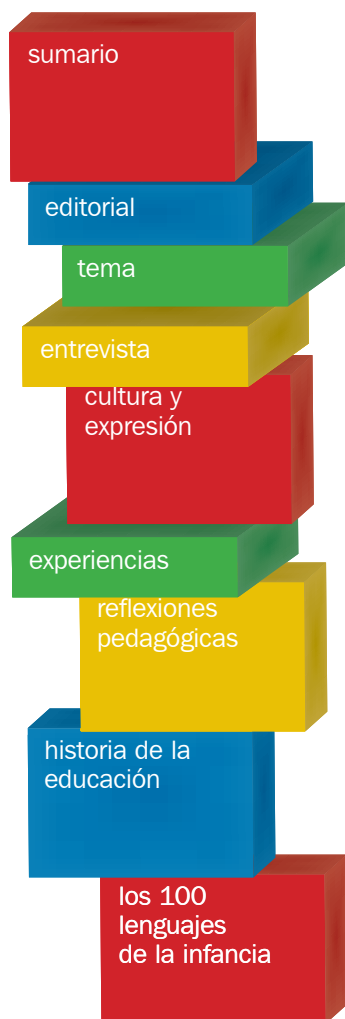 sumario
editorial
tema
entrevista
cultura y
expresión
experiencias
reflexiones
pedagógicas
historia de la
educación
los 100
lenguajes
de la infancia